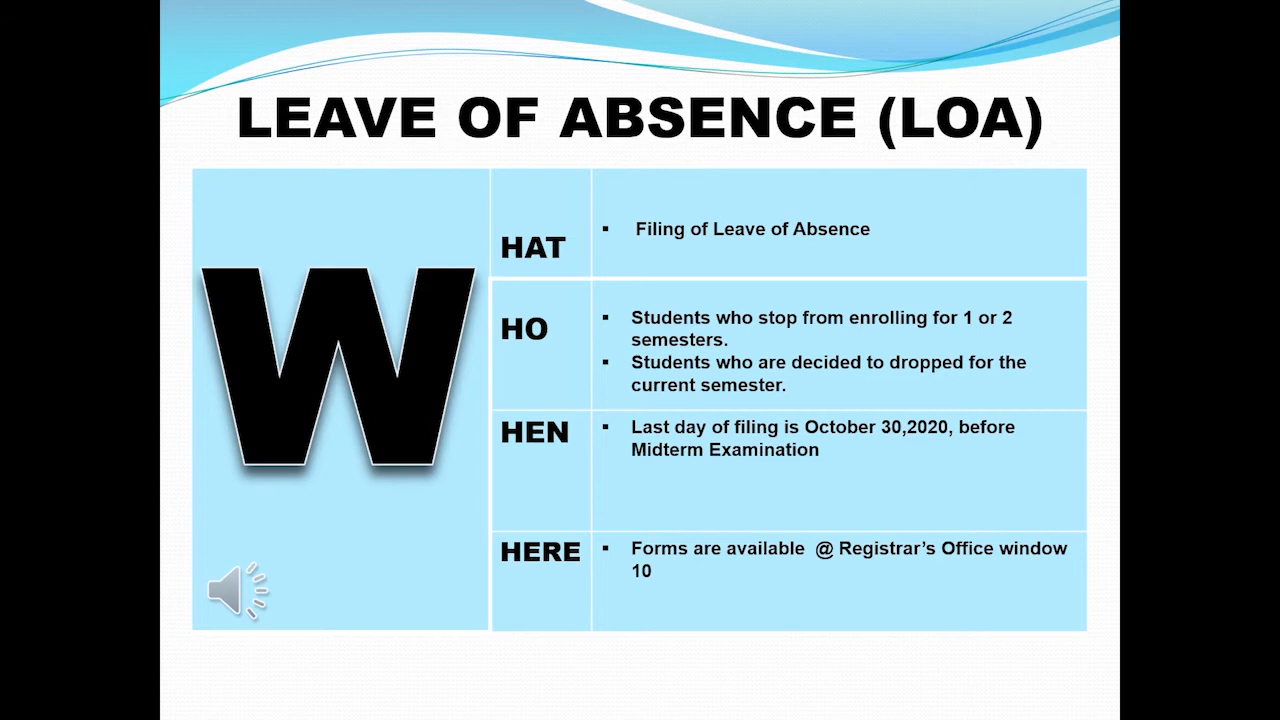 LEAVE OF ABSENCE (LOA)
W
HAT
▪ Filing of Leave of Absence
HO
▪ Students who stop from enrolling for 1 or 2
semesters.
▪ Students who are decided to dropped for the
current semester.
HEN
▪ Last day of filing is October 30,2020, before
Midterm Examination
HERE
▪ Forms are available @ Registrar’s Office window
10